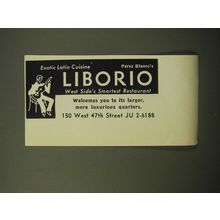 Exotic Latin Cuisine Perez Blanco's
LIBORIO
West Side's Smartest Restaurant
Welcomes you to its larger,
more luxurious quarters.
150 West 47th Street JU 2-6188